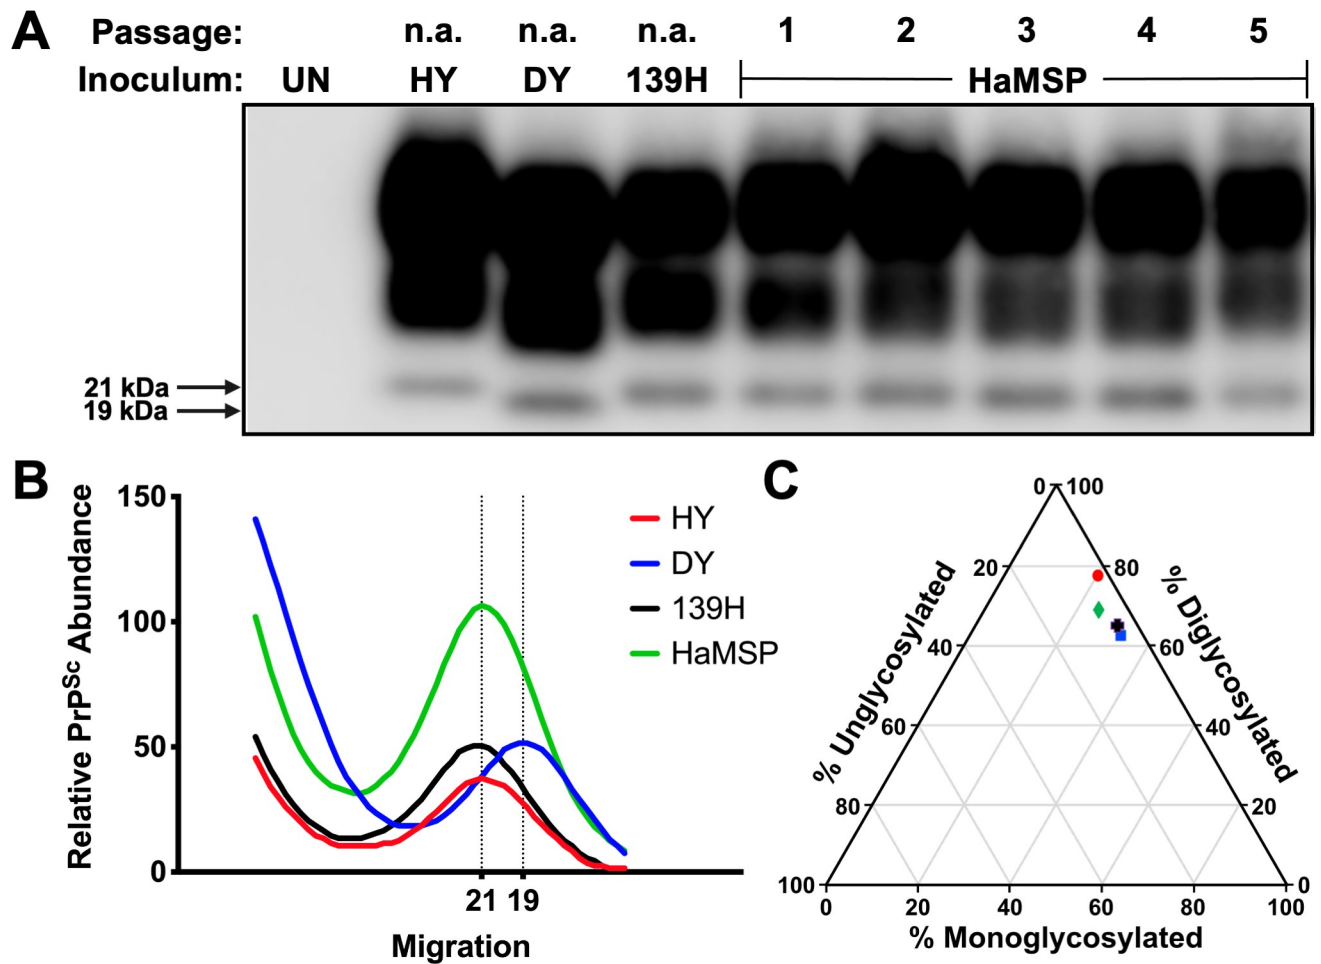 A
Passage: n.a. n.a. n.a. 1 2 3 4 5
Inoculum: UN HY DY 139H HaMSP
21 kDa
19 kDa
B
Relative PrPSc Abundance
150
100
50
0
21 19
Migration
HY
DY
139H
HaMSP
C
0 100
20 80
40 60
60 40
80 20
100 0
0 20 40 60 80 100
% Unglycosylated
% Diglycosylated
% Monoglycosylated